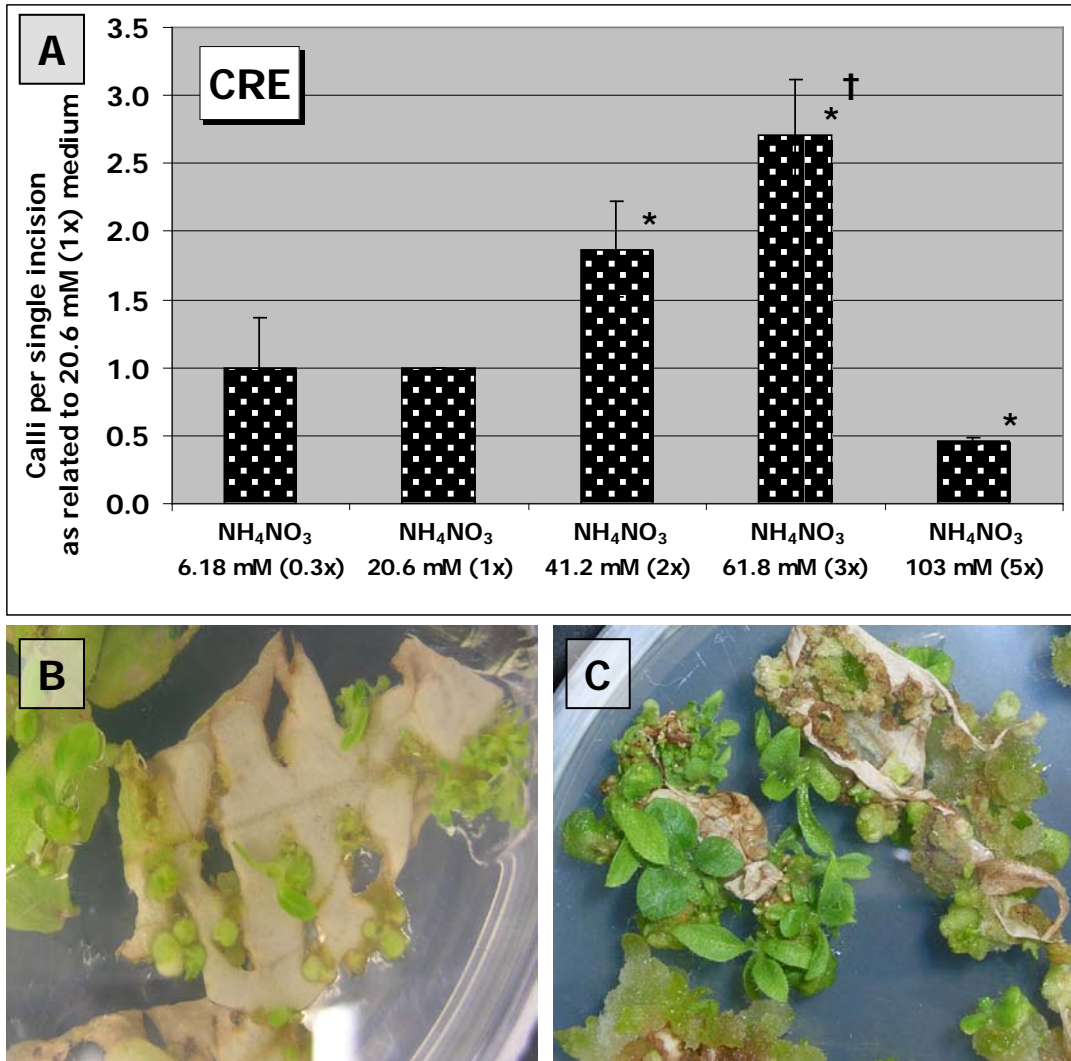 A
CRE
3.5
3.0
2.5
2.0
1.5
1.0
0.5
0.0
Calli per single incision
as related to 20.6 mM (1x) medium
* †
*
*
NH₄NO₃ NH₄NO₃ NH₄NO₃ NH₄NO₃ NH₄NO₃
6.18 mM (0.3x) 20.6 mM (1x) 41.2 mM (2x) 61.8 mM (3x) 103 mM (5x)
B
C